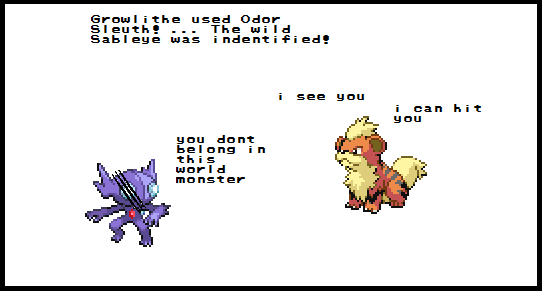 Growlithe used Odor
Sleuth! ... The wild
Sableye was indentified!
i see you
i can hit
you
you dont
belong in
this
world
monster